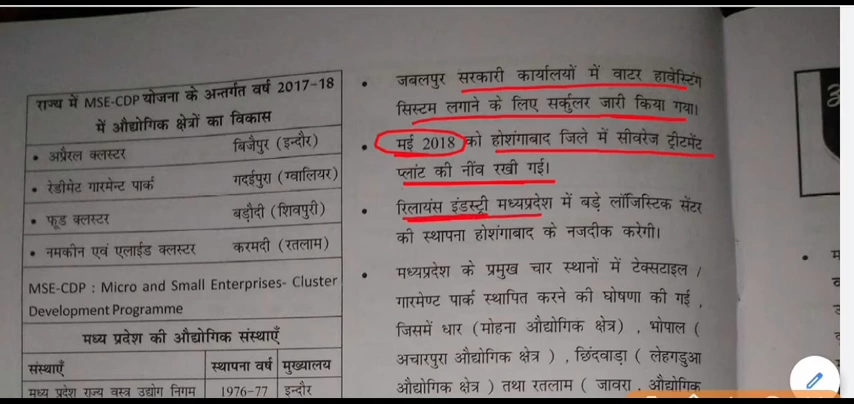 राज्य में MSE-CDP योजना के अन्तर्गत वर्ष 2017-18
में औद्योगिक क्षेत्रों का विकास
• अप्रैरल क्लस्टर बिजैपुर (इन्दौर)
• रेडीमेट गारमेन्ट पार्क गदईपुरा (ग्वालियर)
• फूड क्लस्टर बड़ौदी (शिवपुरी)
• नमकीन एवं एलाईड क्लस्टर करमदी (रतलाम)
MSE-CDP : Micro and Small Enterprises- Cluster
Development Programme
मध्य प्रदेश की औद्योगिक संस्थाएँ
संस्थाएँ स्थापना वर्ष मुख्यालय
मध्य प्रदेश राज्य वस्त्र उद्योग निगम 1976-77 इन्दौर
• जबलपुर सरकारी कार्यालयों में वाटर हार्वेस्टिंग
सिस्टम लगाने के लिए सर्कुलर जारी किया गया।
• मई 2018 को होशंगाबाद जिले में सीवरेज ट्रीटमेंट
प्लांट की नींव रखी गई।
• रिलायंस इंडस्ट्री मध्यप्रदेश में बड़े लॉजिस्टिक सेंटर
की स्थापना होशंगाबाद के नजदीक करेगी।
• मध्यप्रदेश के प्रमुख चार स्थानों में टेक्सटाइल /
गारमेण्ट पार्क स्थापित करने की घोषणा की गई ,
जिसमें धार (मोहना औद्योगिक क्षेत्र) , भोपाल (
अचारपुरा औद्योगिक क्षेत्र ) , छिंदवाड़ा ( लेहगडुआ
औद्योगिक क्षेत्र ) तथा रतलाम ( जावरा , औद्योगिक